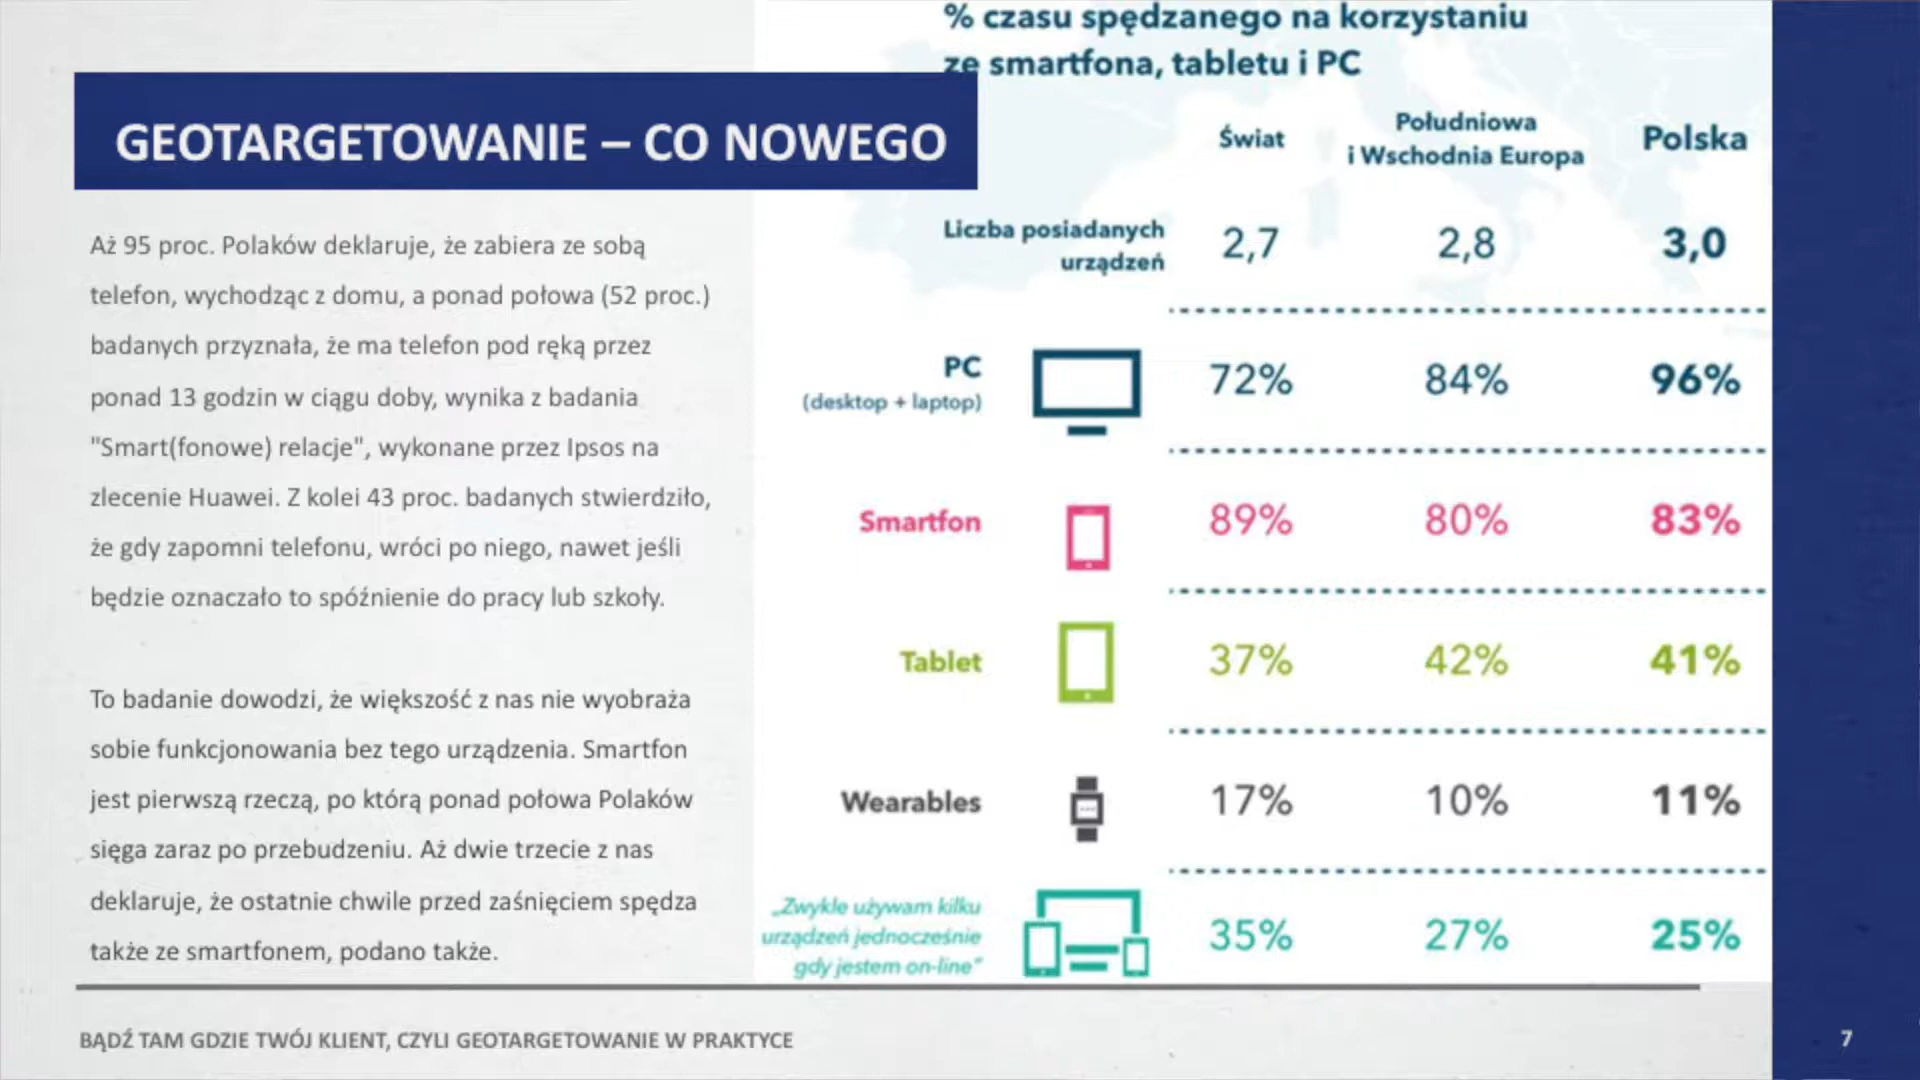 % czasu spędzanego na korzystaniu
ze smartfona, tabletu i PC
GEOTARGETOWANIE – CO NOWEGO
Aż 95 proc. Polaków deklaruje, że zabiera ze sobą
telefon, wychodząc z domu, a ponad połowa (52 proc.)
badanych przyznała, że ma telefon pod ręką przez
ponad 13 godzin w ciągu doby, wynika z badania
"Smart(fonowe) relacje", wykonane przez Ipsos na
zlecenie Huawei. Z kolei 43 proc. badanych stwierdziło,
że gdy zapomni telefonu, wróci po niego, nawet jeśli
będzie oznaczało to spóźnienie do pracy lub szkoły.
To badanie dowodzi, że większość z nas nie wyobraża
sobie funkcjonowania bez tego urządzenia. Smartfon
jest pierwszą rzeczą, po którą ponad połowa Polaków
sięga zaraz po przebudzeniu. Aż dwie trzecie z nas
deklaruje, że ostatnie chwile przed zaśnięciem spędza
także ze smartfonem, podano także.
Świat
Południowa
i Wschodnia Europa
Polska
Liczba posiadanych
urządzeń
2,7 2,8 3,0
PC
(desktop + laptop)
72% 84% 96%
Smartfon 89% 80% 83%
Tablet 37% 42% 41%
Wearables 17% 10% 11%
„Zwykle używam kilku
urządzeń jednocześnie
gdy jestem on-line”
35% 27% 25%
BĄDŹ TAM GDZIE TWÓJ KLIENT, CZYLI GEOTARGETOWANIE W PRAKTYCE
7